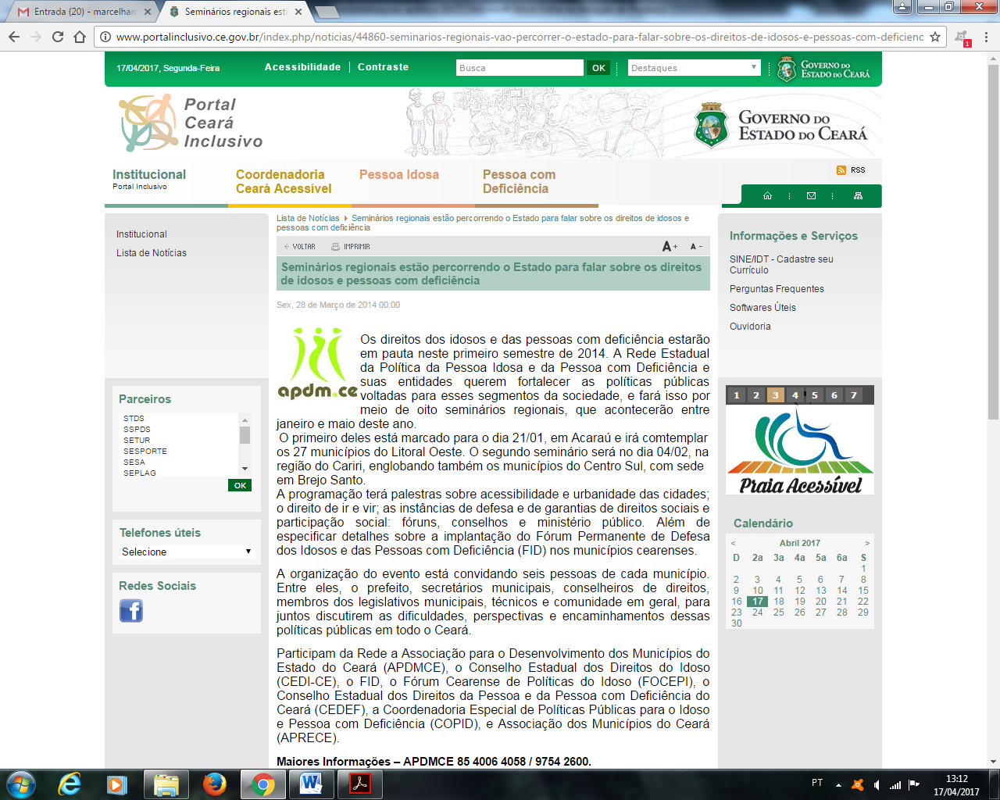 Entrada (20) - marcelham
Seminários regionais está
www.portalinclusivo.ce.gov.br/index.php/noticias/44860-seminarios-regionais-vao-percorrer-o-estado-para-falar-sobre-os-direitos-de-idosos-e-pessoas-com-deficienc
1
17/04/2017, Segunda-Feira
Acessibilidade | Contraste
Busca
OK
Destaques
GOVERNO DO
ESTADO DO CEARÁ
Portal
Ceará
Inclusivo
GOVERNO DO
ESTADO DO CEARÁ
Institucional
Portal Inclusivo
Coordenadoria
Ceará Acessível
Pessoa Idosa
Pessoa com
Deficiência
RSS
Institucional
Lista de Notícias
Parceiros
STDS
SSPDS
SETUR
SESPORTE
SESA
SEPLAG
OK
Telefones úteis
Selecione
Redes Sociais
Lista de Notícias Seminários regionais estão percorrendo o Estado para falar sobre os direitos de idosos e
pessoas com deficiência
VOLTAR IMPRIMIR A+ A-
Seminários regionais estão percorrendo o Estado para falar sobre os direitos
de idosos e pessoas com deficiência
Sex, 28 de Março de 2014 00:00
apdm.ce
Os direitos dos idosos e das pessoas com deficiência estarão
em pauta neste primeiro semestre de 2014. A Rede Estadual
da Política da Pessoa Idosa e da Pessoa com Deficiência e
suas entidades querem fortalecer as políticas públicas
voltadas para esses segmentos da sociedade, e fará isso por
meio de oito seminários regionais, que acontecerão entre
janeiro e maio deste ano.
O primeiro deles está marcado para o dia 21/01, em Acaraú e irá comtemplar
os 27 municípios do Litoral Oeste. O segundo seminário será no dia 04/02, na
região do Cariri, englobando também os municípios do Centro Sul, com sede
em Brejo Santo.
A programação terá palestras sobre acessibilidade e urbanidade das cidades;
o direito de ir e vir; as instâncias de defesa e de garantias de direitos sociais e
participação social: fóruns, conselhos e ministério público. Além de
especificar detalhes sobre a implantação do Fórum Permanente de Defesa
dos Idosos e das Pessoas com Deficiência (FID) nos municípios cearenses.
A organização do evento está convidando seis pessoas de cada município.
Entre eles, o prefeito, secretários municipais, conselheiros de direitos,
membros dos legislativos municipais, técnicos e comunidade em geral, para
juntos discutirem as dificuldades, perspectivas e encaminhamentos dessas
políticas públicas em todo o Ceará.
Participam da Rede a Associação para o Desenvolvimento dos Municípios do
Estado do Ceará (APDMCE), o Conselho Estadual dos Direitos do Idoso
(CEDI-CE), o FID, o Fórum Cearense de Políticas do Idoso (FOCEPI), o
Conselho Estadual dos Direitos da Pessoa e da Pessoa com Deficiência do
Ceará (CEDEF), a Coordenadoria Especial de Políticas Públicas para o Idoso
e Pessoa com Deficiência (COPID), e Associação dos Municípios do Ceará
(APRECE).
Maiores Informações – APDMCE 85 4006 4058 / 9754 2600.
Informações e Serviços
SINE/IDT - Cadastre seu
Currículo
Perguntas Frequentes
Softwares Úteis
Ouvidoria
1 2 3 4 5 6 7
Praia Acessível
Calendário
< Abril 2017 >
D 2a 3a 4a 5a 6a S
1
2 3 4 5 6 7 8
9 10 11 12 13 14 15
16 17 18 19 20 21 22
23 24 25 26 27 28 29
30
PT
13:12
17/04/2017